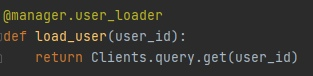 @manager.user_loader
def load_user(user_id):
    return Clients.query.get(user_id)